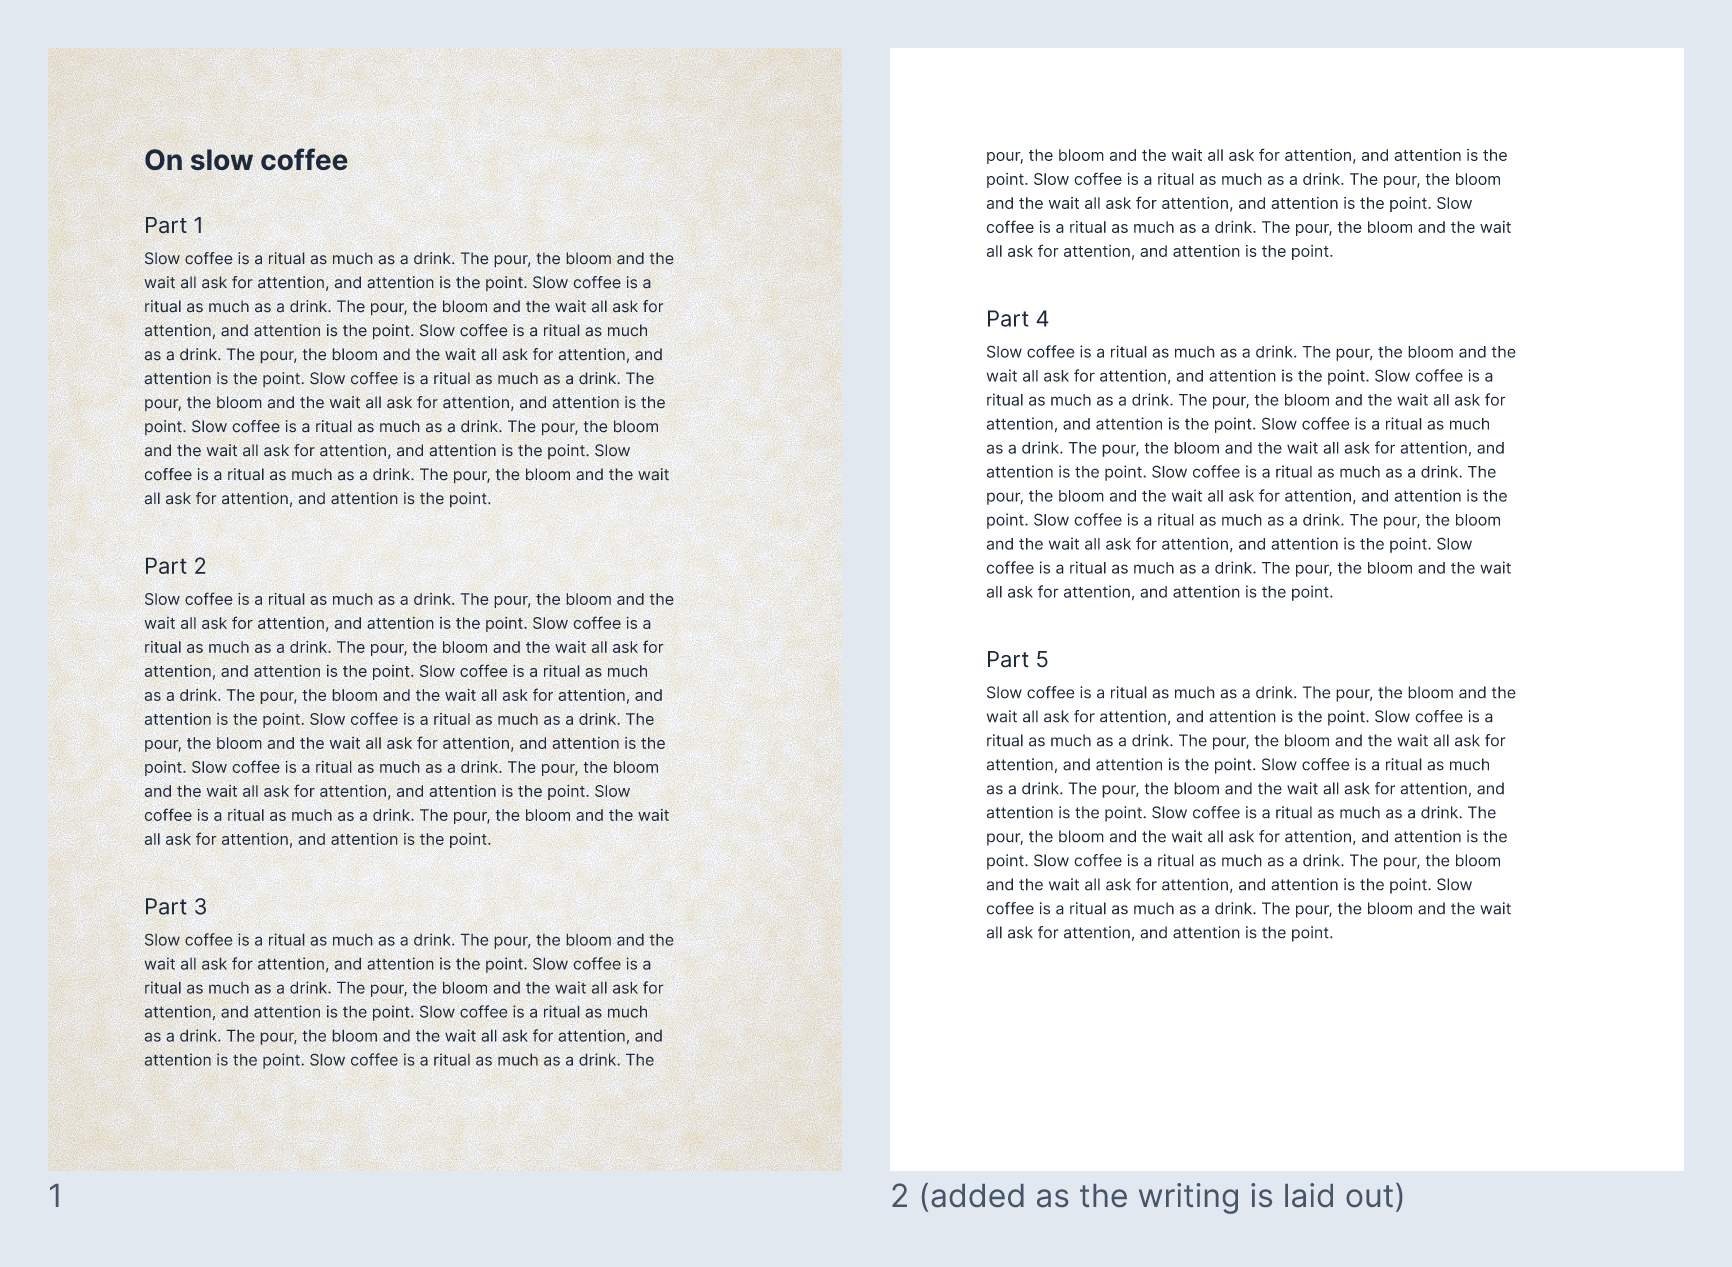 On slow coffee
Part 1
Slow coffee is a ritual as much as a drink. The pour, the bloom and the
wait all ask for attention, and attention is the point. Slow coffee is a
ritual as much as a drink. The pour, the bloom and the wait all ask for
attention, and attention is the point. Slow coffee is a ritual as much
as a drink. The pour, the bloom and the wait all ask for attention, and
attention is the point. Slow coffee is a ritual as much as a drink. The
pour, the bloom and the wait all ask for attention, and attention is the
point. Slow coffee is a ritual as much as a drink. The pour, the bloom
and the wait all ask for attention, and attention is the point. Slow
coffee is a ritual as much as a drink. The pour, the bloom and the wait
all ask for attention, and attention is the point.
Part 2
Slow coffee is a ritual as much as a drink. The pour, the bloom and the
wait all ask for attention, and attention is the point. Slow coffee is a
ritual as much as a drink. The pour, the bloom and the wait all ask for
attention, and attention is the point. Slow coffee is a ritual as much
as a drink. The pour, the bloom and the wait all ask for attention, and
attention is the point. Slow coffee is a ritual as much as a drink. The
pour, the bloom and the wait all ask for attention, and attention is the
point. Slow coffee is a ritual as much as a drink. The pour, the bloom
and the wait all ask for attention, and attention is the point. Slow
coffee is a ritual as much as a drink. The pour, the bloom and the wait
all ask for attention, and attention is the point.
Part 3
Slow coffee is a ritual as much as a drink. The pour, the bloom and the
wait all ask for attention, and attention is the point. Slow coffee is a
ritual as much as a drink. The pour, the bloom and the wait all ask for
attention, and attention is the point. Slow coffee is a ritual as much
as a drink. The pour, the bloom and the wait all ask for attention, and
attention is the point. Slow coffee is a ritual as much as a drink. The
1
pour, the bloom and the wait all ask for attention, and attention is the
point. Slow coffee is a ritual as much as a drink. The pour, the bloom
and the wait all ask for attention, and attention is the point. Slow
coffee is a ritual as much as a drink. The pour, the bloom and the wait
all ask for attention, and attention is the point.
Part 4
Slow coffee is a ritual as much as a drink. The pour, the bloom and the
wait all ask for attention, and attention is the point. Slow coffee is a
ritual as much as a drink. The pour, the bloom and the wait all ask for
attention, and attention is the point. Slow coffee is a ritual as much
as a drink. The pour, the bloom and the wait all ask for attention, and
attention is the point. Slow coffee is a ritual as much as a drink. The
pour, the bloom and the wait all ask for attention, and attention is the
point. Slow coffee is a ritual as much as a drink. The pour, the bloom
and the wait all ask for attention, and attention is the point. Slow
coffee is a ritual as much as a drink. The pour, the bloom and the wait
all ask for attention, and attention is the point.
Part 5
Slow coffee is a ritual as much as a drink. The pour, the bloom and the
wait all ask for attention, and attention is the point. Slow coffee is a
ritual as much as a drink. The pour, the bloom and the wait all ask for
attention, and attention is the point. Slow coffee is a ritual as much
as a drink. The pour, the bloom and the wait all ask for attention, and
attention is the point. Slow coffee is a ritual as much as a drink. The
pour, the bloom and the wait all ask for attention, and attention is the
point. Slow coffee is a ritual as much as a drink. The pour, the bloom
and the wait all ask for attention, and attention is the point. Slow
coffee is a ritual as much as a drink. The pour, the bloom and the wait
all ask for attention, and attention is the point.
2 (added as the writing is laid out)